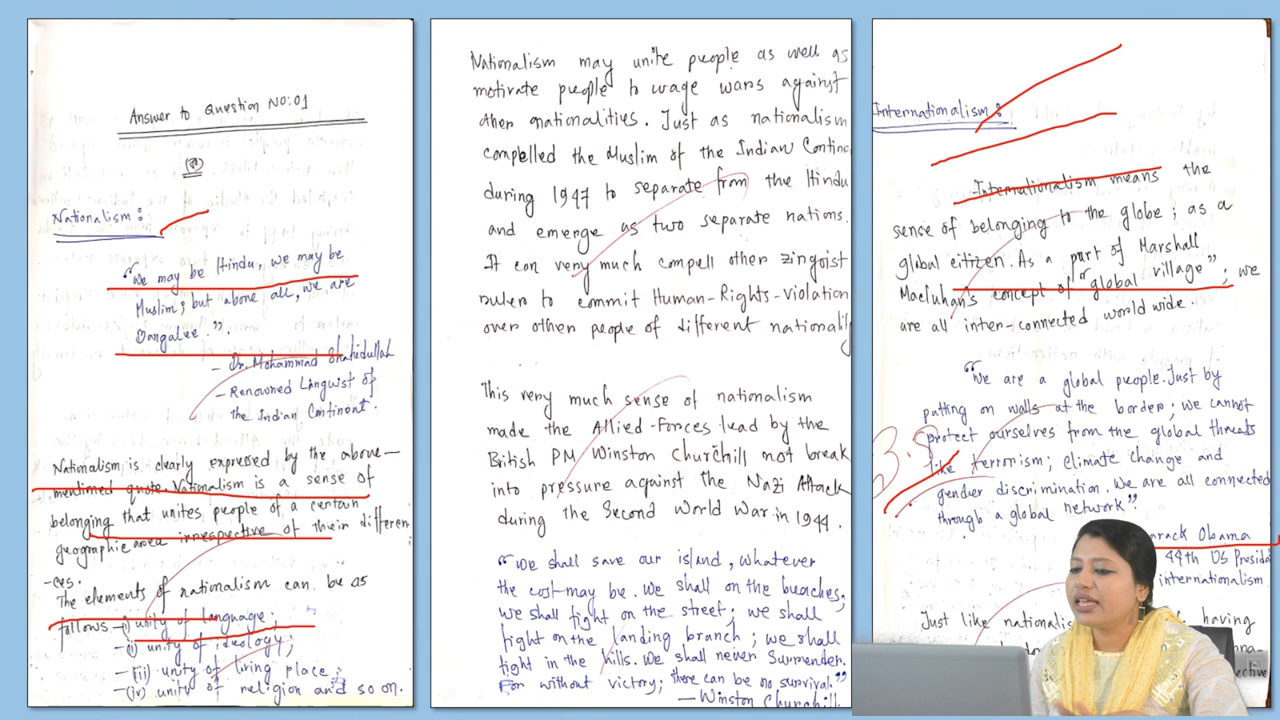 Answer to Question NO:01
Nationalism:
"We may be Hindu, we may be
Muslim; but above all, we are
Bangalee."
- Dr. Mohammad Shahidullah
- Renowned Linguist of
the Indian Continent.
Nationalism is clearly expressed by the above-
mentioned quote. Nationalism is a sense of
belonging that unites people of a certain
geographic area irrespective of their differen
-ces.
The elements of nationalism can be as
follows - (i) unity of language;
- (i) unity of ideology;
- (iii) unity of living place;
- (iv) unity of religion and so on.
Nationalism may unite people as well as
motivate people to wage wars against
other nationalities. Just as nationalism
compelled the Muslim of the Indian Contine
during 1947 to separate from the Hindu
and emerge as two separate nations.
It can very much compell other zingoist
rulers to commit Human-Rights-violation
over other people of different nationality
This very much sense of nationalism
made the Allied-Forces lead by the
British PM Winston Churchill not break
into pressure against the Nazi Attack
during the Second World War in 1944.
"We shall save our island, whatever
the cost may be. We shall on the beaches;
we shall fight on the street; we shall
fight on the landing branch; we shall
fight in the hills. We shall never Surrender.
For without victory; there can be no survival."
- Winston Churchill.
Internationalism:
Internationalism means the
sense of belonging to the globe; as a
global citizen. As a part of Marshall
Macluhan's concept of "global village"; we
are all inter-connected world wide.
"We are a global people. Just by
putting on walls at the border; we cannot
protect ourselves from the global threats
like terrorism; climate change and
gender discrimination. We are all connected
through a global network"
arack Obama
44th US Presid
internationalism
Just like nationalis having
3.5